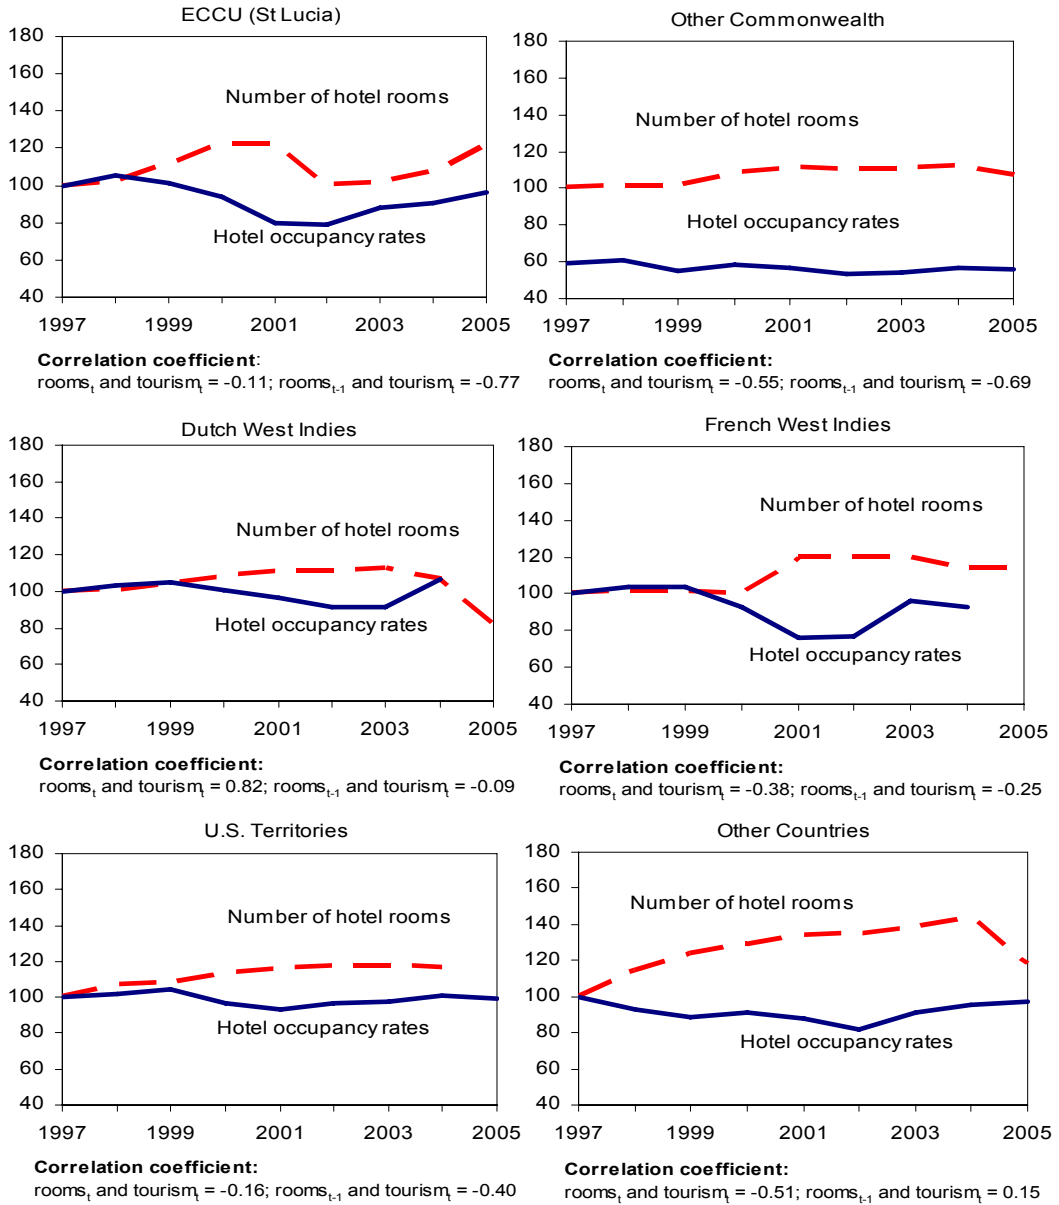 ECCU (St Lucia)
180
160
140
120
100
80
60
40
Number of hotel rooms
Hotel occupancy rates
1997 1999 2001 2003 2005
Correlation coefficient:
rooms_t and tourism_t = -0.11; rooms_t-1 and tourism_t = -0.77
Other Commonwealth
180
160
140
120
100
80
60
40
Number of hotel rooms
Hotel occupancy rates
1997 1999 2001 2003 2005
Correlation coefficient:
rooms_t and tourism_t = -0.55; rooms_t-1 and tourism_t = -0.69
Dutch West Indies
180
160
140
120
100
80
60
40
Number of hotel rooms
Hotel occupancy rates
1997 1999 2001 2003 2005
Correlation coefficient:
rooms_t and tourism_t = 0.82; rooms_t-1 and tourism_t = -0.09
French West Indies
180
160
140
120
100
80
60
40
Number of hotel rooms
Hotel occupancy rates
1997 1999 2001 2003 2005
Correlation coefficient:
rooms_t and tourism_t = -0.38; rooms_t-1 and tourism_t = -0.25
U.S. Territories
180
160
140
120
100
80
60
40
Number of hotel rooms
Hotel occupancy rates
1997 1999 2001 2003 2005
Correlation coefficient:
rooms_t and tourism_t = -0.16; rooms_t-1 and tourism_t = -0.40
Other Countries
180
160
140
120
100
80
60
40
Number of hotel rooms
Hotel occupancy rates
1997 1999 2001 2003 2005
Correlation coefficient:
rooms_t and tourism_t = -0.51; rooms_t-1 and tourism_t = 0.15